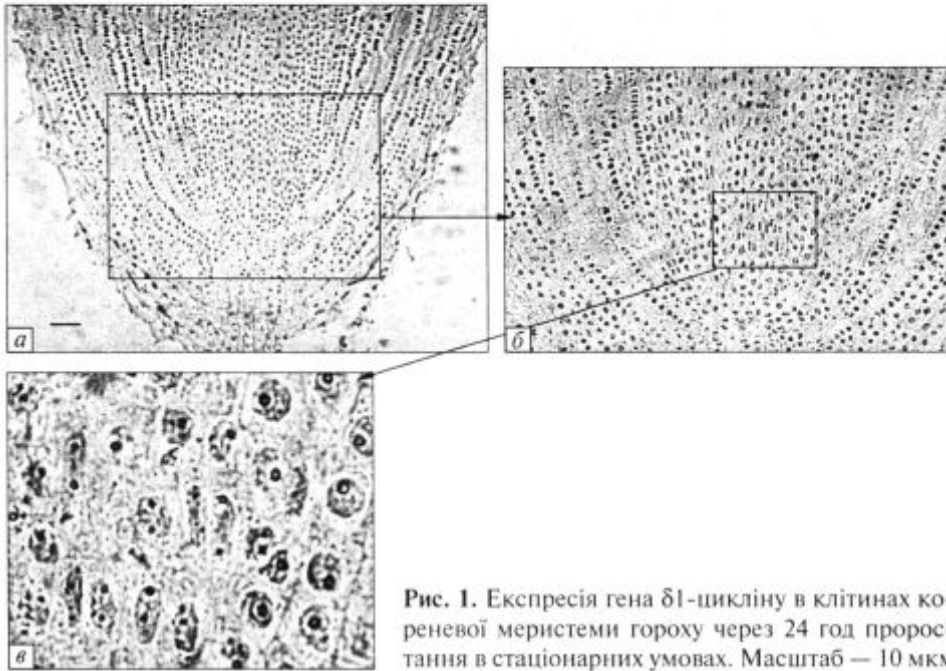 а
б
в
Рис. 1. Експресія гена δ1-цикліну в клітинах ко-
реневої меристеми гороху через 24 год пророс-
тання в стаціонарних умовах. Масштаб — 10 мкм